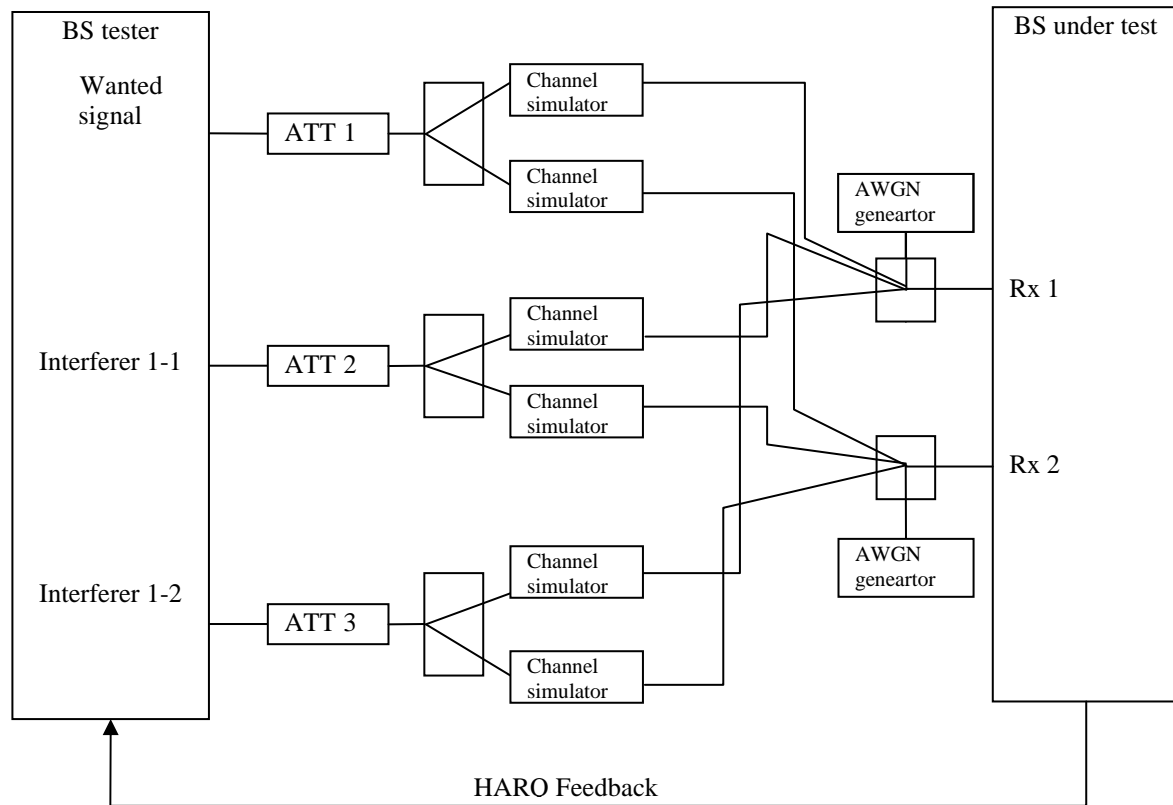 BS tester
BS under test
Wanted
signal
ATT 1
Channel
simulator
Channel
simulator
AWGN
geneartor
Rx 1
Interferer 1-1
ATT 2
Channel
simulator
Channel
simulator
Rx 2
AWGN
geneartor
Interferer 1-2
ATT 3
Channel
simulator
Channel
simulator
HARQ Feedback